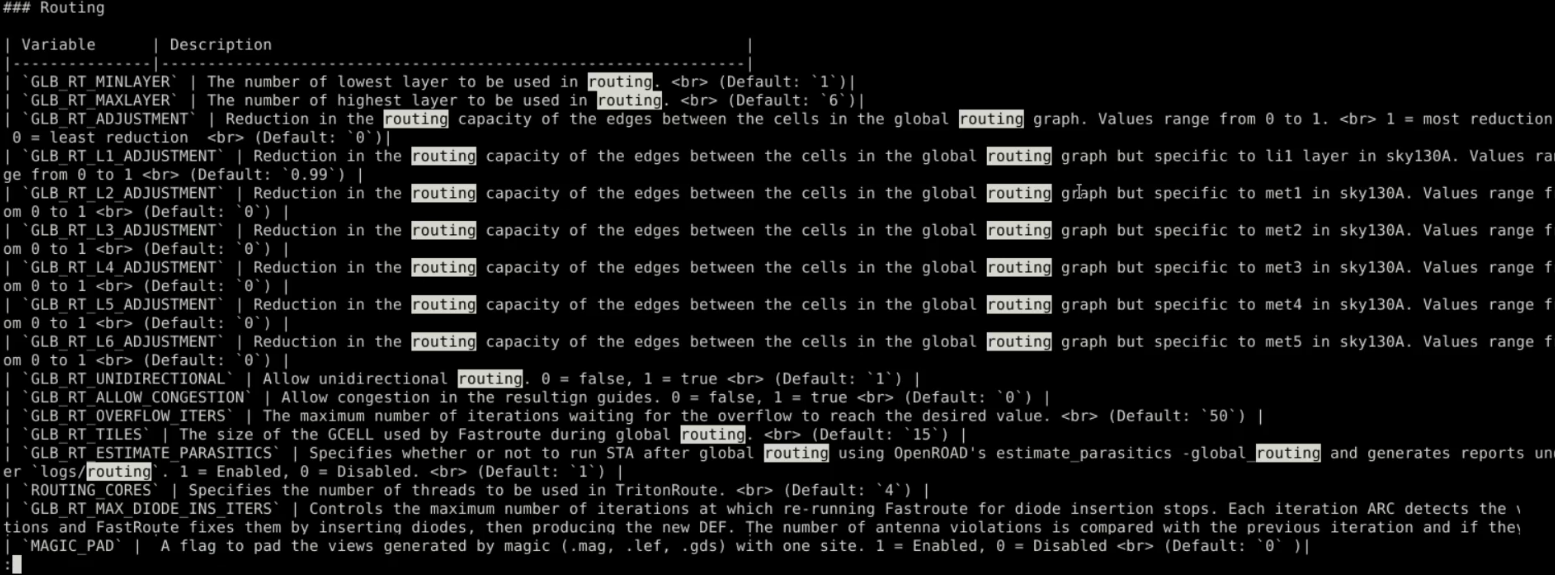 ### Routing
| Variable      | Description                                                   |
|---------------|---------------------------------------------------------------|
| `GLB_RT_MINLAYER` | The number of lowest layer to be used in routing. <br> (Default: `1`)|
| `GLB_RT_MAXLAYER` | The number of highest layer to be used in routing. <br> (Default: `6`)|
| `GLB_RT_ADJUSTMENT` | Reduction in the routing capacity of the edges between the cells in the global routing graph. Values range from 0 to 1. <br> 1 = most reduction
 0 = least reduction  <br> (Default: `0`)|
| `GLB_RT_L1_ADJUSTMENT` | Reduction in the routing capacity of the edges between the cells in the global routing graph but specific to li1 layer in sky130A. Values ra
ge from 0 to 1 <br> (Default: `0.99`) |
| `GLB_RT_L2_ADJUSTMENT` | Reduction in the routing capacity of the edges between the cells in the global routing graph but specific to met1 in sky130A. Values range f
om 0 to 1 <br> (Default: `0`) |
| `GLB_RT_L3_ADJUSTMENT` | Reduction in the routing capacity of the edges between the cells in the global routing graph but specific to met2 in sky130A. Values range f
om 0 to 1 <br> (Default: `0`) |
| `GLB_RT_L4_ADJUSTMENT` | Reduction in the routing capacity of the edges between the cells in the global routing graph but specific to met3 in sky130A. Values range f
om 0 to 1 <br> (Default: `0`) |
| `GLB_RT_L5_ADJUSTMENT` | Reduction in the routing capacity of the edges between the cells in the global routing graph but specific to met4 in sky130A. Values range f
om 0 to 1 <br> (Default: `0`) |
| `GLB_RT_L6_ADJUSTMENT` | Reduction in the routing capacity of the edges between the cells in the global routing graph but specific to met5 in sky130A. Values range f
om 0 to 1 <br> (Default: `0`) |
| `GLB_RT_UNIDIRECTIONAL` | Allow unidirectional routing. 0 = false, 1 = true <br> (Default: `1`) |
| `GLB_RT_ALLOW_CONGESTION` | Allow congestion in the resultign guides. 0 = false, 1 = true <br> (Default: `0`) |
| `GLB_RT_OVERFLOW_ITERS` | The maximum number of iterations waiting for the overflow to reach the desired value. <br> (Default: `50`) |
| `GLB_RT_TILES` | The size of the GCELL used by Fastroute during global routing. <br> (Default: `15`) |
| `GLB_RT_ESTIMATE_PARASITICS` | Specifies whether or not to run STA after global routing using OpenROAD's estimate_parasitics -global_routing and generates reports un
er `logs/routing`. 1 = Enabled, 0 = Disabled. <br> (Default: `1`) |
| `ROUTING_CORES` | Specifies the number of threads to be used in TritonRoute. <br> (Default: `4`) |
| `GLB_RT_MAX_DIODE_INS_ITERS` | Controls the maximum number of iterations at which re-running Fastroute for diode insertion stops. Each iteration ARC detects the
tions and FastRoute fixes them by inserting diodes, then producing the new DEF. The number of antenna violations is compared with the previous iteration and if they
| `MAGIC_PAD` |  A flag to pad the views generated by magic (.mag, .lef, .gds) with one site. 1 = Enabled, 0 = Disabled <br> (Default: `0` )|
: